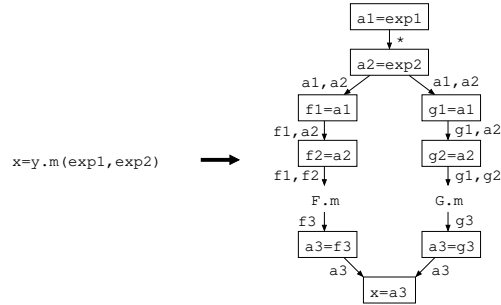 a1=exp1
*
a2=exp2
a1,a2 a1,a2
f1=a1 g1=a1
f1,a2 g1,a2
x=y.m(exp1,exp2) f2=a2 g2=a2
f1,f2 g1,g2
F.m G.m
f3 g3
a3=f3 a3=g3
a3 a3
x=a3